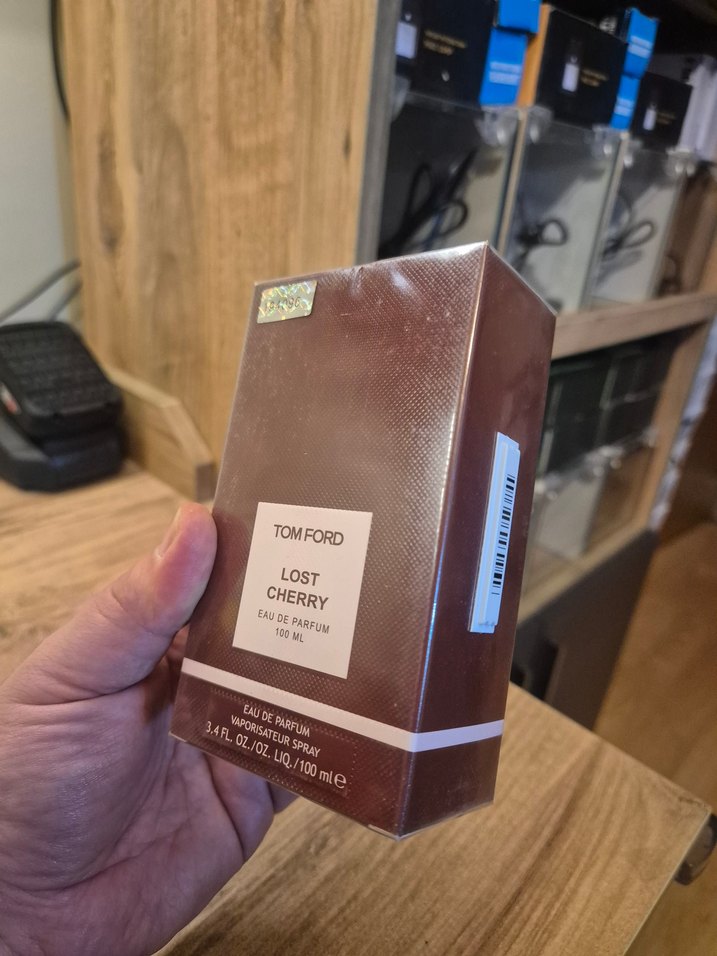 TOM FORD
LOST
CHERRY
EAU DE PARFUM
100 ML
EAU DE PARFUM
VAPORISATEUR SPRAY
3.4 FL. OZ./OZ. LIQ./100 ml e